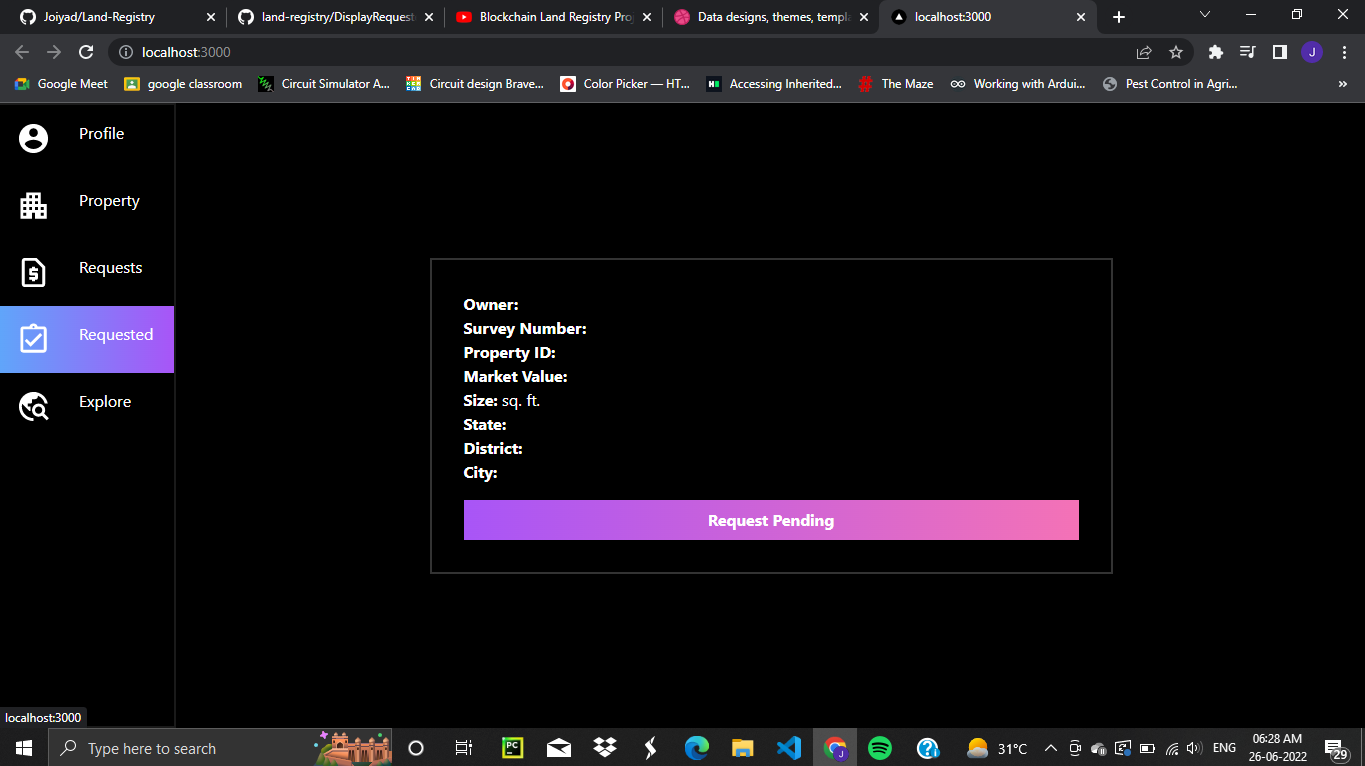 Joiyad/Land-Registry
land-registry/DisplayRequest
Blockchain Land Registry Pro
Data designs, themes, templa
localhost:3000
localhost:3000
J
Google Meet
google classroom
Circuit Simulator A...
Circuit design Brave...
Color Picker — HT...
Accessing Inherited...
The Maze
Working with Ardui...
Pest Control in Agri...
»
Profile
Property
Requests
Requested
Explore
Owner:
Survey Number:
Property ID:
Market Value:
Size: sq. ft.
State:
District:
City:
Request Pending
localhost:3000
Type here to search
PC
J
31°C
ENG
06:28 AM
26-06-2022
29